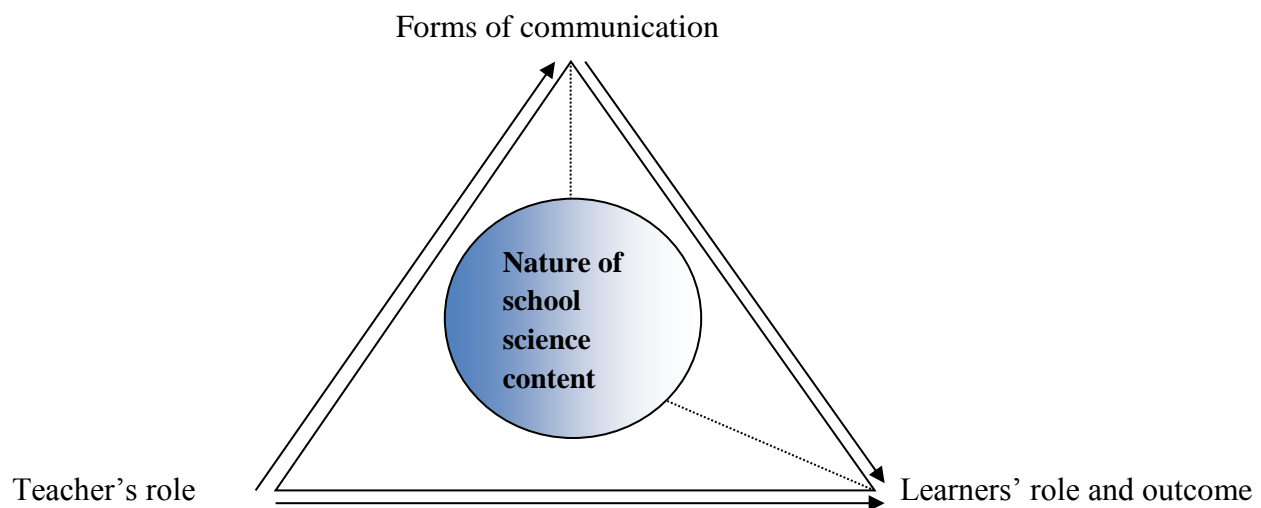 Forms of communication
Nature of
school
science
content
Teacher’s role
Learners’ role and outcome